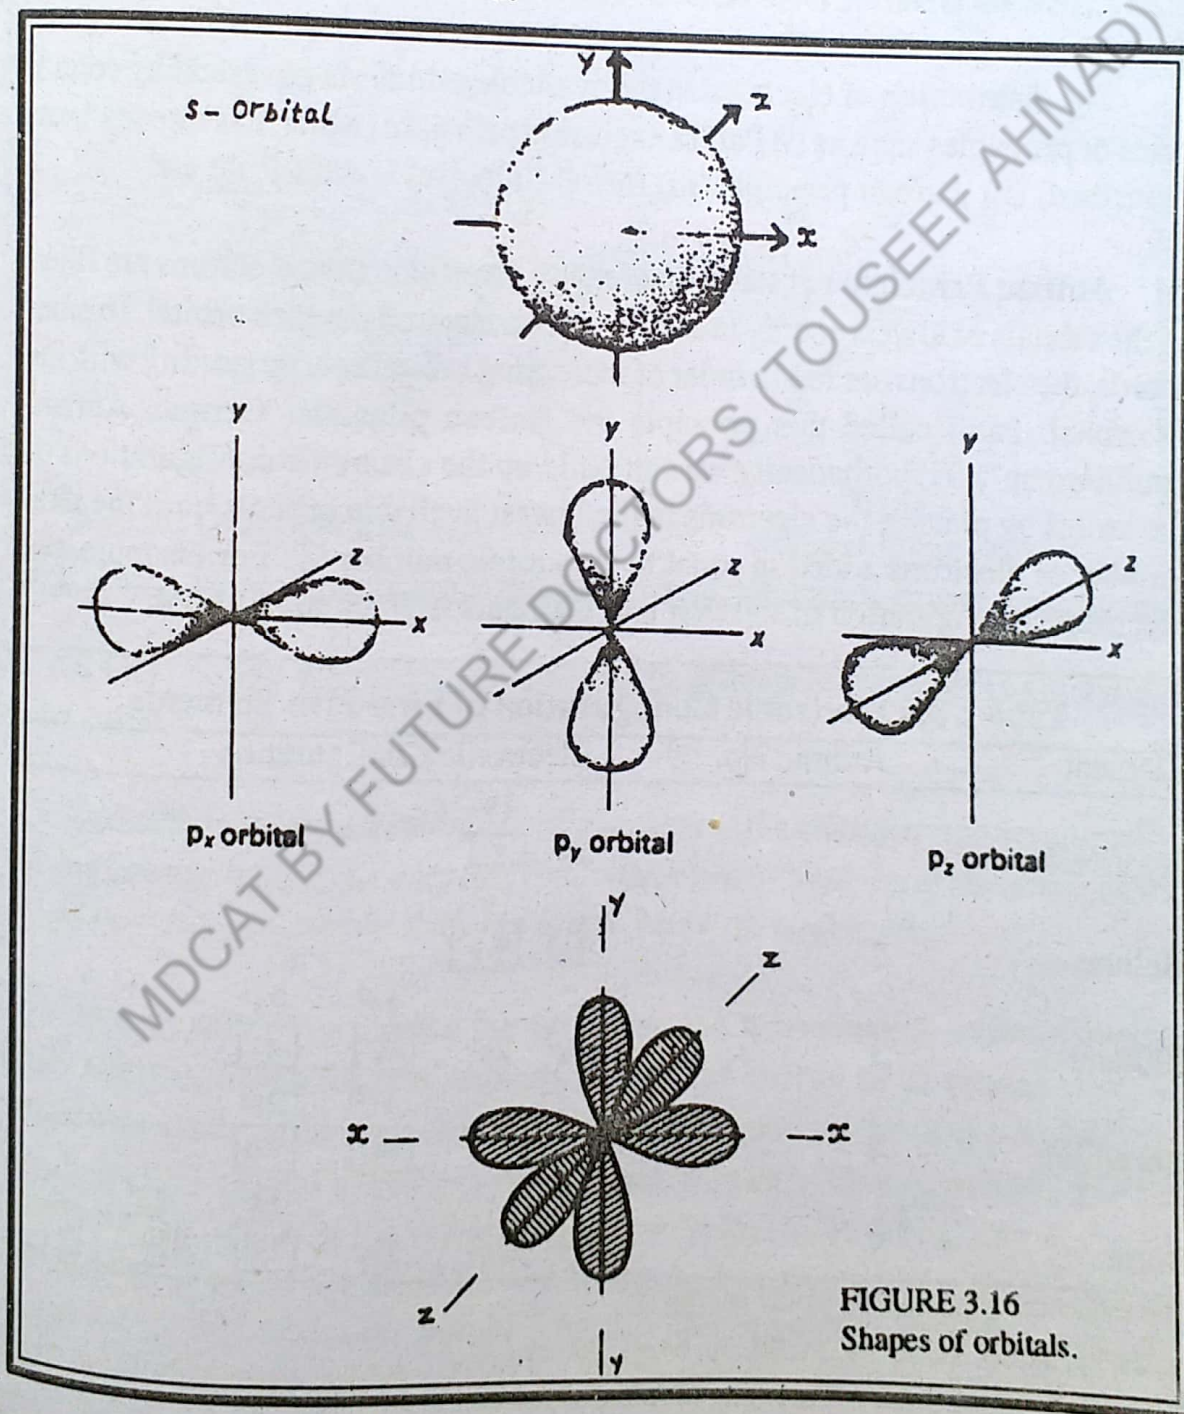 Y
S- Orbital
Z
X
Y
Z
X
Y
Z
X
Y
Z
X
px orbital
py orbital
pz orbital
Y
Z
X
X
Z
Y
FIGURE 3.16
Shapes of orbitals.
MDCAT BY FUTURE DOCTORS (TOUSEEF AHMAD)